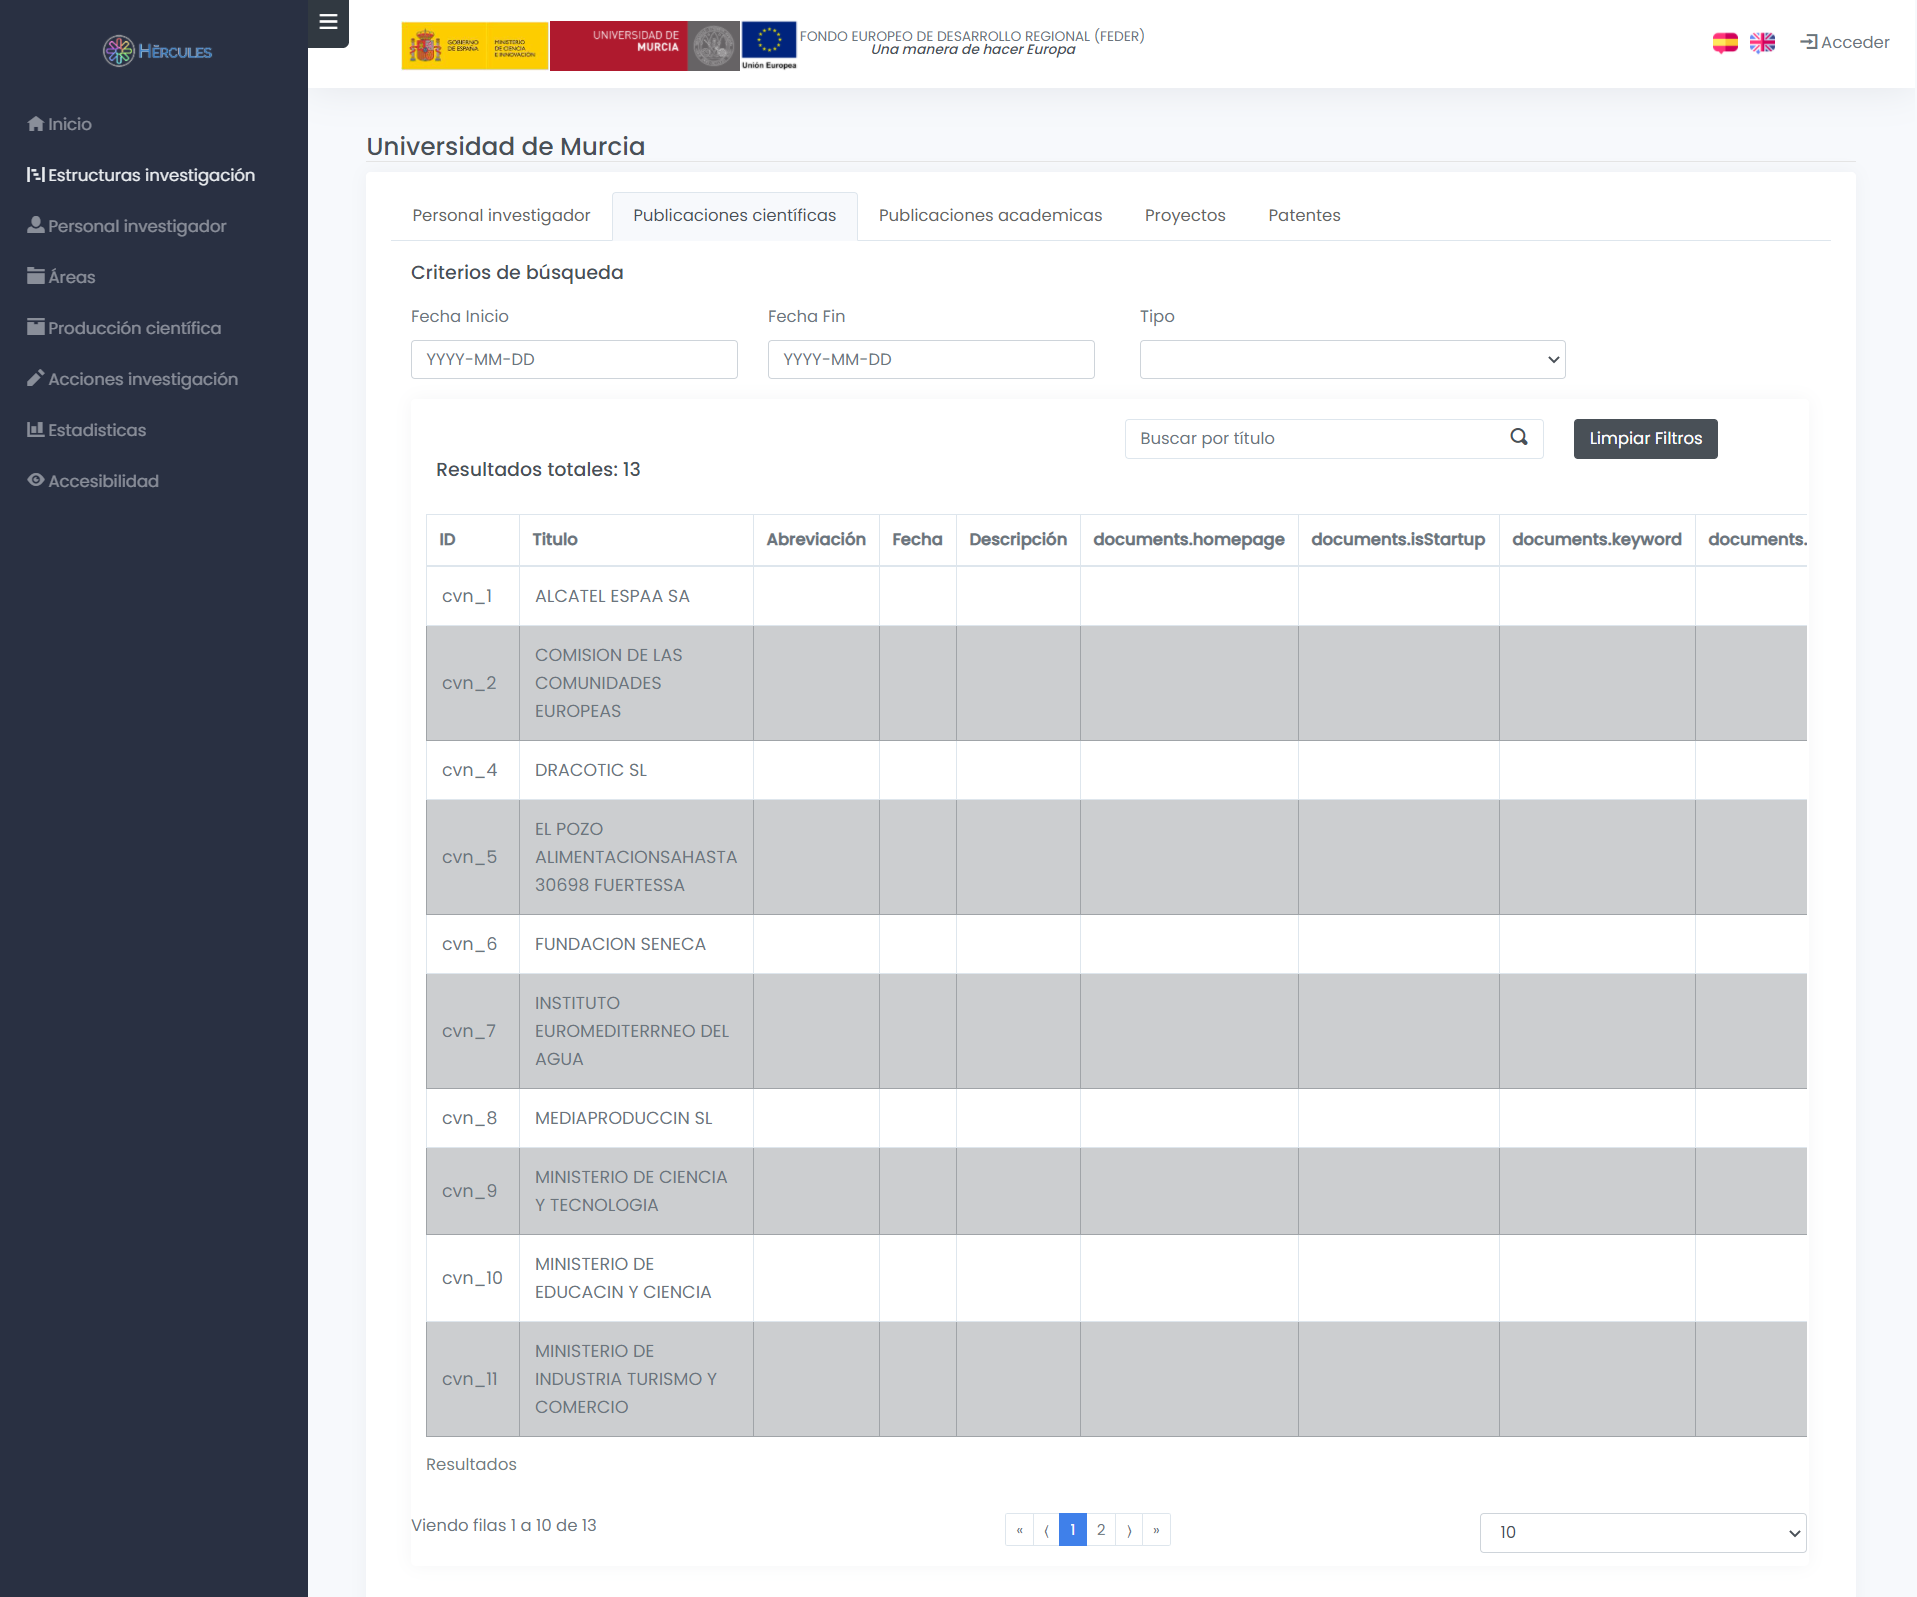 HÉRCULES
Inicio
Estructuras investigación
Personal investigador
Áreas
Producción científica
Acciones investigación
Estadisticas
Accesibilidad
GOBIERNO DE ESPAÑA
MINISTERIO DE CIENCIA E INNOVACIÓN
UNIVERSIDAD DE
MURCIA
Unión Europea
FONDO EUROPEO DE DESARROLLO REGIONAL (FEDER)
Una manera de hacer Europa
Acceder
Universidad de Murcia
Personal investigador Publicaciones científicas Publicaciones academicas Proyectos Patentes
Criterios de búsqueda
Fecha Inicio Fecha Fin Tipo
YYYY-MM-DD YYYY-MM-DD
Buscar por título Limpiar Filtros
Resultados totales: 13
ID Titulo Abreviación Fecha Descripción documents.homepage documents.isStartup documents.keyword documents.
cvn_1 ALCATEL ESPAA SA
cvn_2 COMISION DE LAS
COMUNIDADES
EUROPEAS
cvn_4 DRACOTIC SL
cvn_5 EL POZO
ALIMENTACIONSAHASTA
30698 FUERTESSA
cvn_6 FUNDACION SENECA
cvn_7 INSTITUTO
EUROMEDITERRNEO DEL
AGUA
cvn_8 MEDIAPRODUCCIN SL
cvn_9 MINISTERIO DE CIENCIA
Y TECNOLOGIA
cvn_10 MINISTERIO DE
EDUCACIN Y CIENCIA
cvn_11 MINISTERIO DE
INDUSTRIA TURISMO Y
COMERCIO
Resultados
Viendo filas 1 a 10 de 13 « ⟨ 1 2 ⟩ » 10